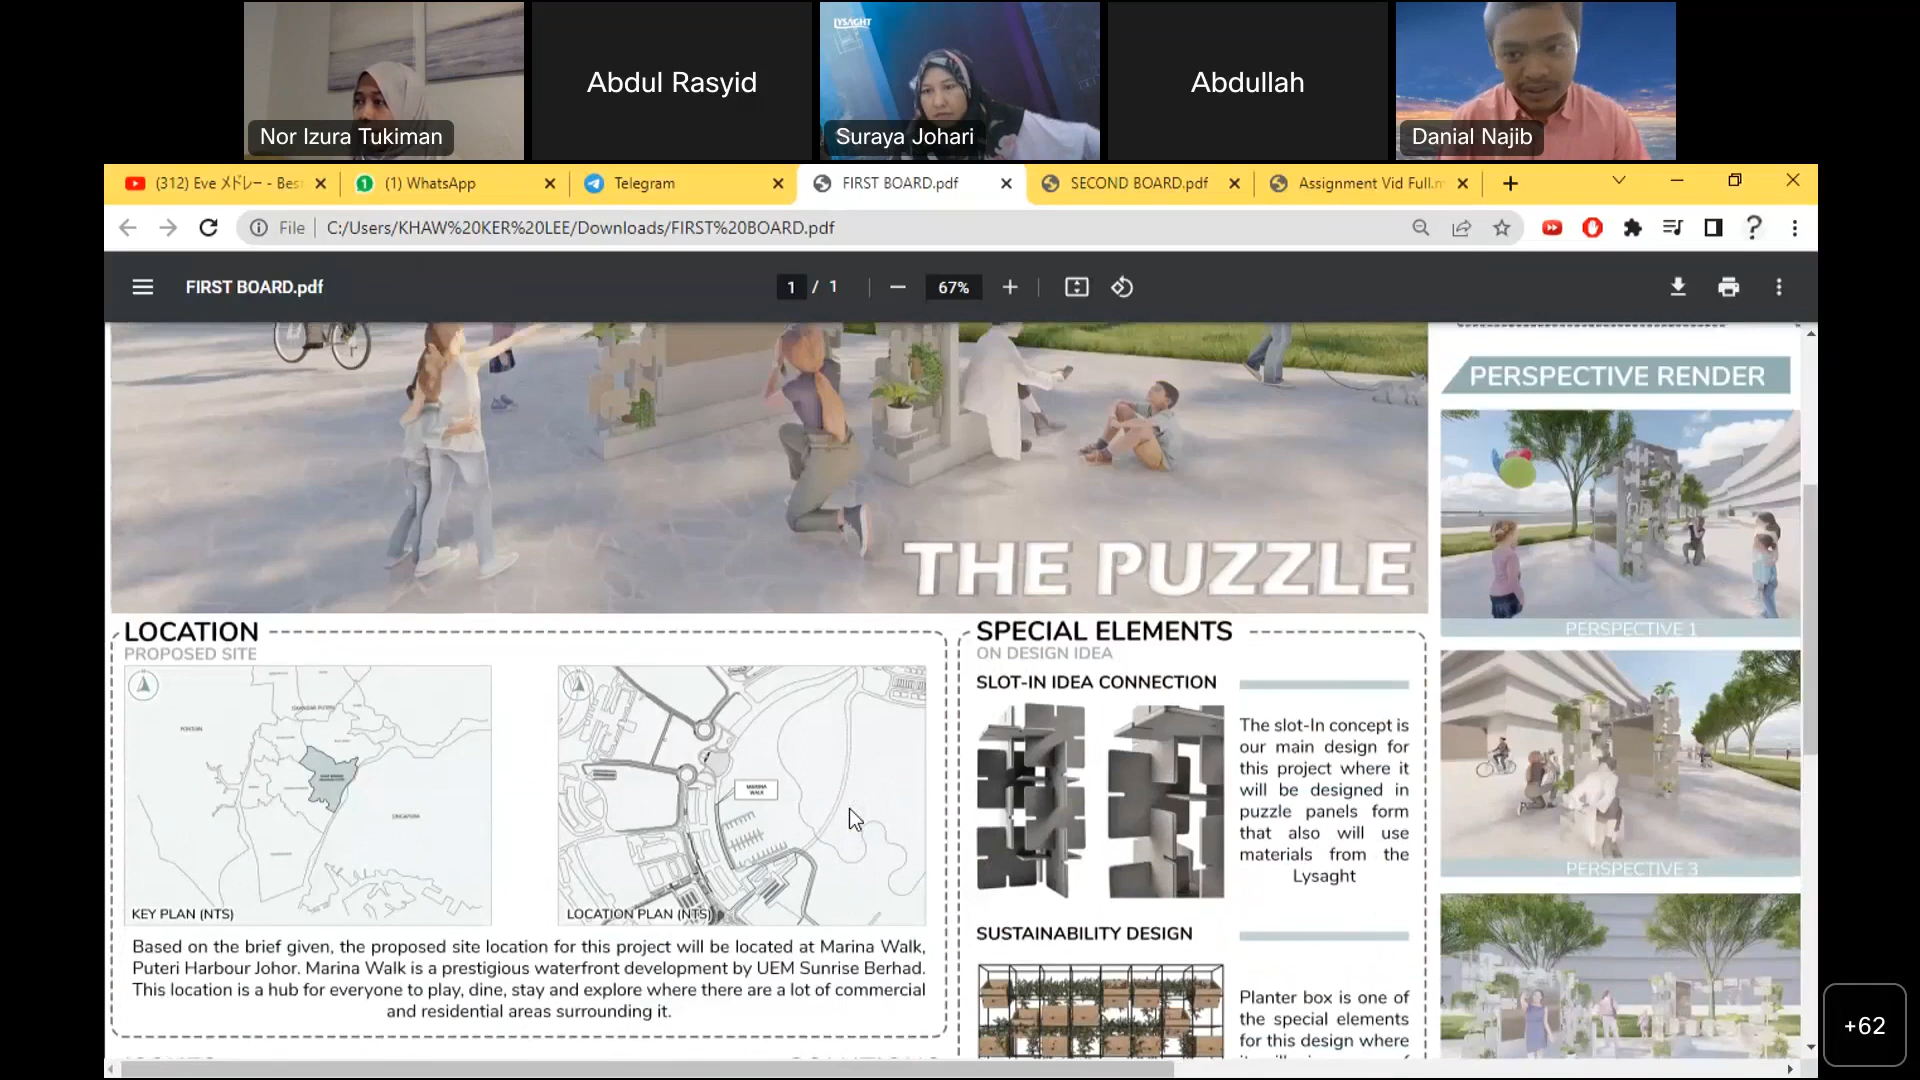 LYSAGHT
Nor Izura Tukiman
Abdul Rasyid
Suraya Johari
Abdullah
Danial Najib
(312) Eve メドレー - Bes
(1) WhatsApp
Telegram
FIRST BOARD.pdf
SECOND BOARD.pdf
Assignment Vid Full.m
File
C:/Users/KHAW%20KER%20LEE/Downloads/FIRST%20BOARD.pdf
FIRST BOARD.pdf
1 / 1
67%
THE PUZZLE
LOCATION
PROPOSED SITE
KEY PLAN (NTS)
MARINA
WALK
LOCATION PLAN (NTS)
Based on the brief given, the proposed site location for this project will be located at Marina Walk,
Puteri Harbour Johor. Marina Walk is a prestigious waterfront development by UEM Sunrise Berhad.
This location is a hub for everyone to play, dine, stay and explore where there are a lot of commercial
and residential areas surrounding it.
SPECIAL ELEMENTS
ON DESIGN IDEA
SLOT-IN IDEA CONNECTION
The slot-In concept is
our main design for
this project where it
will be designed in
puzzle panels form
that also will use
materials from the
Lysaght
SUSTAINABILITY DESIGN
Planter box is one of
the special elements
for this design where
PERSPECTIVE RENDER
PERSPECTIVE 1
PERSPECTIVE 3
+62